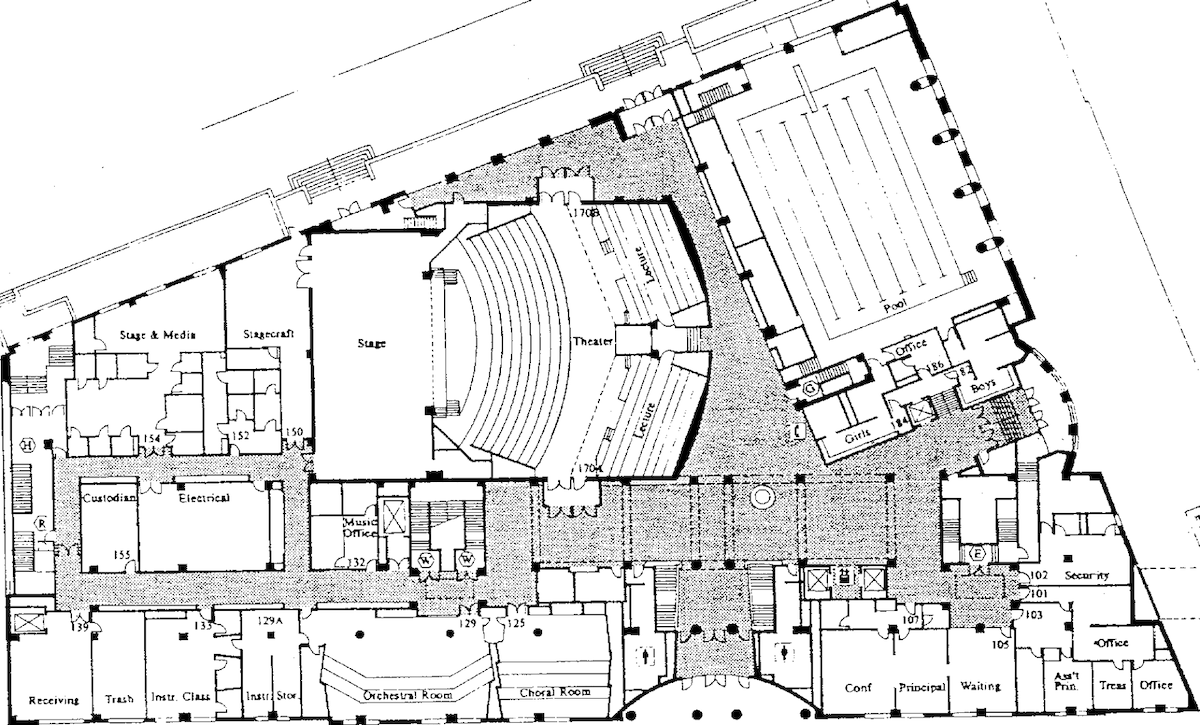 170B
Lecture
Pool
Stage & Media
Stagecraft
Stage
Theater
Office
186
182
Boys
G
184
Girls
Lecture
150
154
152
H
170A
Custodian
Electrical
R
Music
Office
132
155
W
W
E
102
Security
101
103
139
135
129A
129
125
107
105
Office
Receiving
Trash
Instr. Class
Instr. Stor.
Orchestral Room
Choral Room
Conf
Principal
Waiting
Ass't
Prin.
Treas
Office